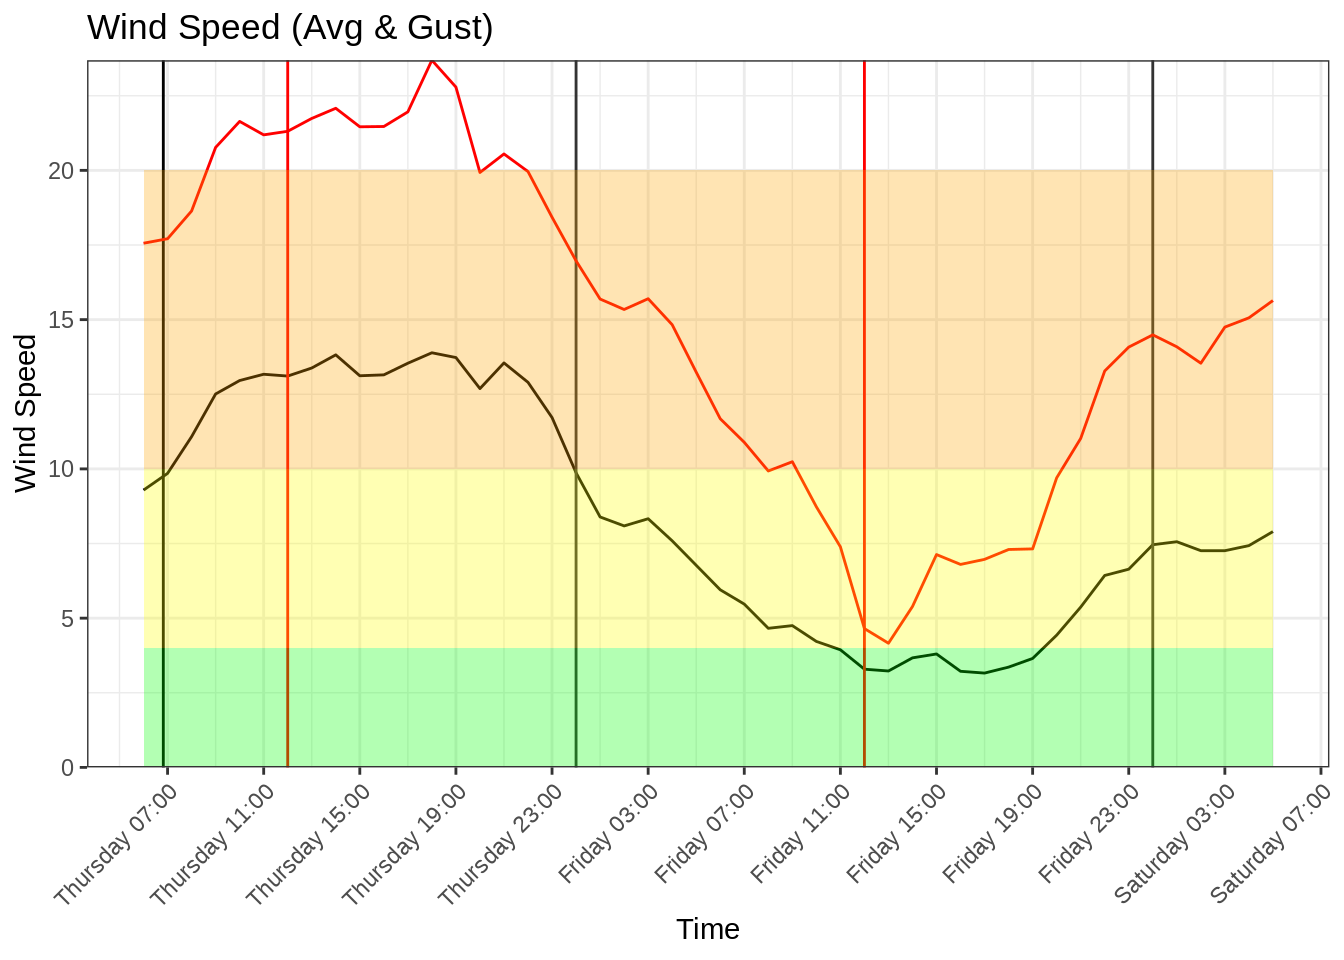 Wind Speed (Avg & Gust)
Wind Speed
20
15
10
5
0
Thursday 07:00
Thursday 11:00
Thursday 15:00
Thursday 19:00
Thursday 23:00
Friday 03:00
Friday 07:00
Friday 11:00
Friday 15:00
Friday 19:00
Friday 23:00
Saturday 03:00
Saturday 07:00
Time